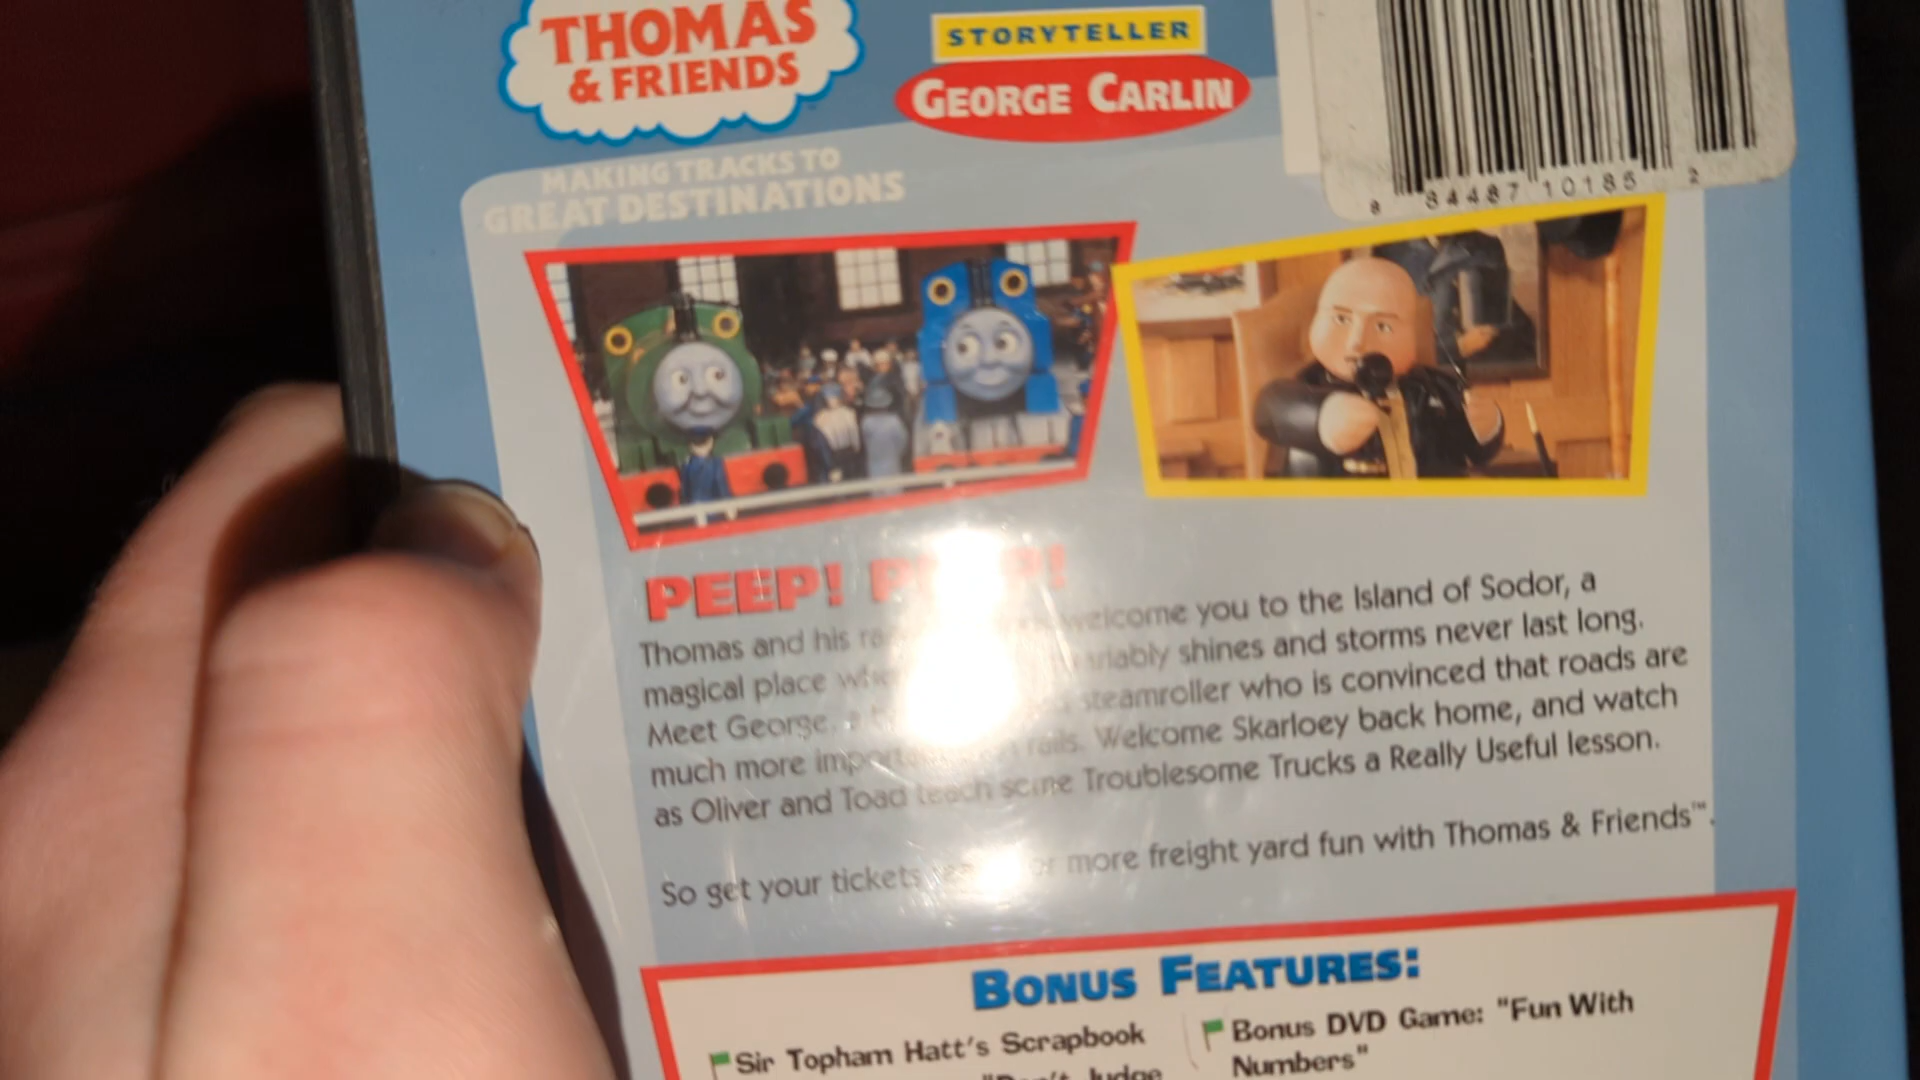 THOMAS
& FRIENDS
STORYTELLER
GEORGE CARLIN
MAKING TRACKS TO
GREAT DESTINATIONS
8 84487 10185 2
PEEP!
Thomas and his welcome you to the Island of Sodor, a
magical place shines and storms never last long.
Meet George, a steamroller who is convinced that roads are
much more rails. Welcome Skarloey back home, and watch
as Oliver and Toad teach some Troublesome Trucks a Really Useful lesson.
So get your tickets more freight yard fun with Thomas & Friends™.
BONUS FEATURES:
Sir Topham Hatt's Scrapbook
"Don't Judge
Bonus DVD Game: "Fun With
Numbers"